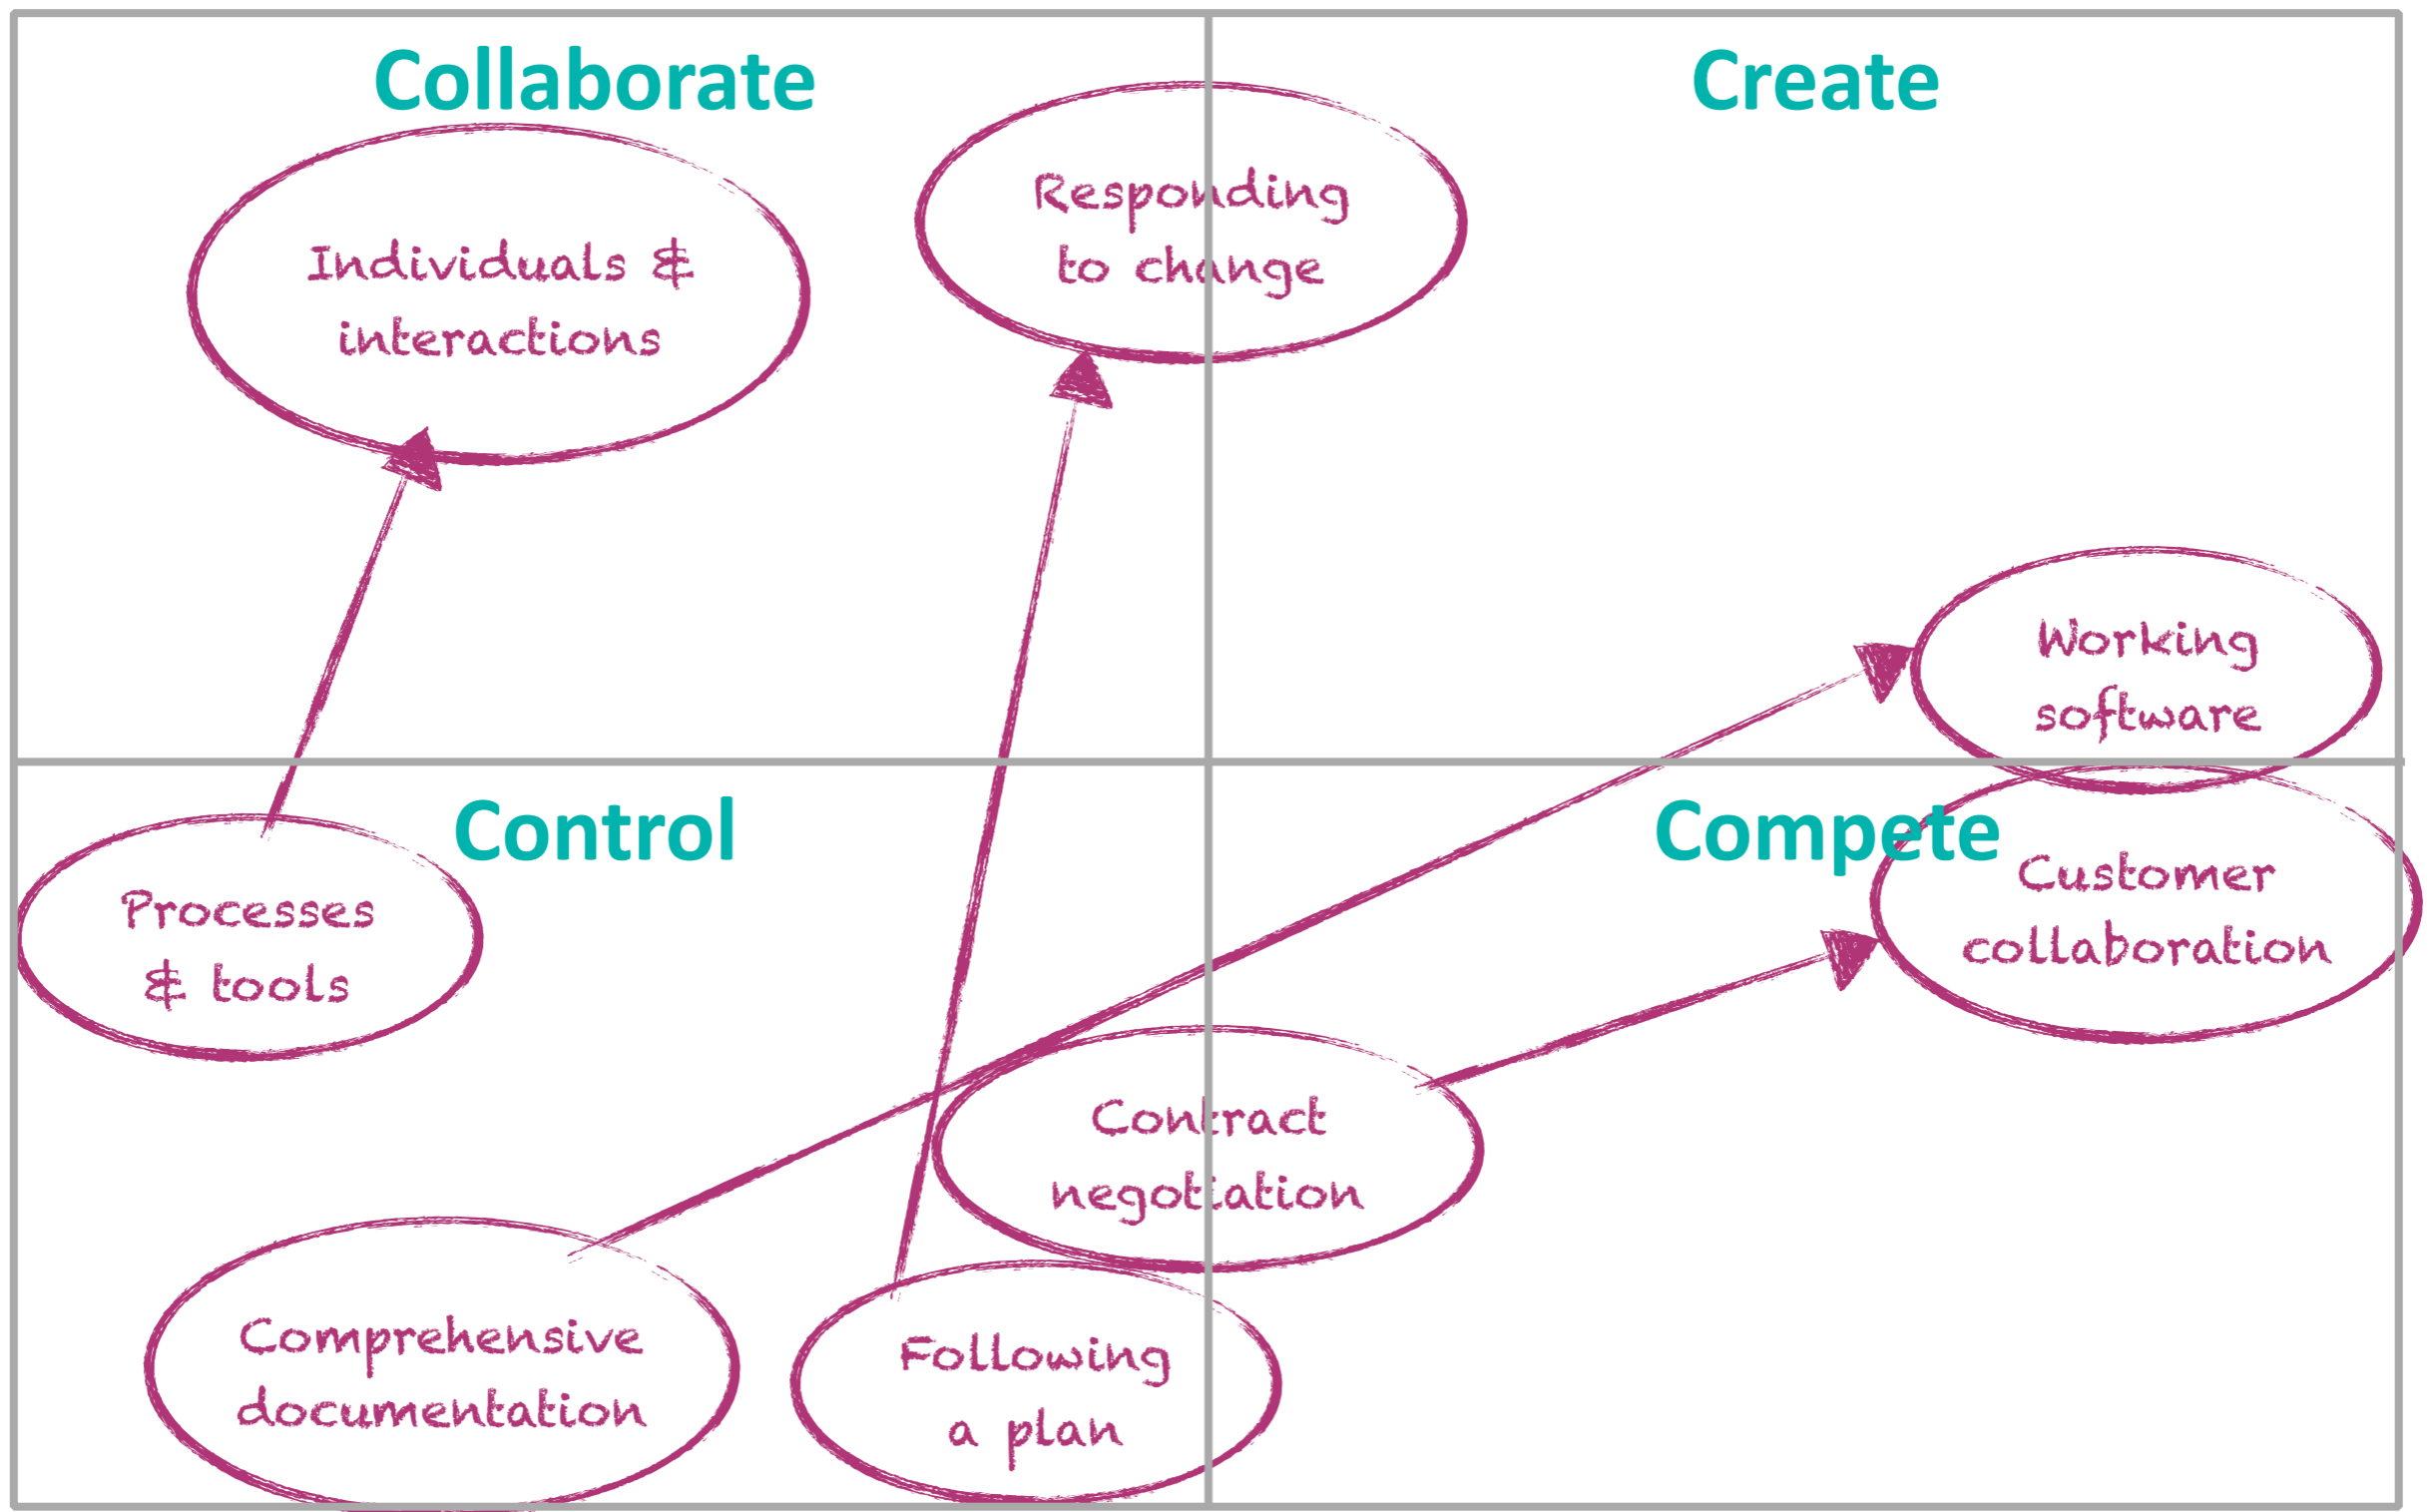 Collaborate
Create
Individuals &
interactions
Responding
to change
Working
software
Control
Compete
Processes
& tools
Customer
collaboration
Contract
negotiation
Comprehensive
documentation
Following
a plan